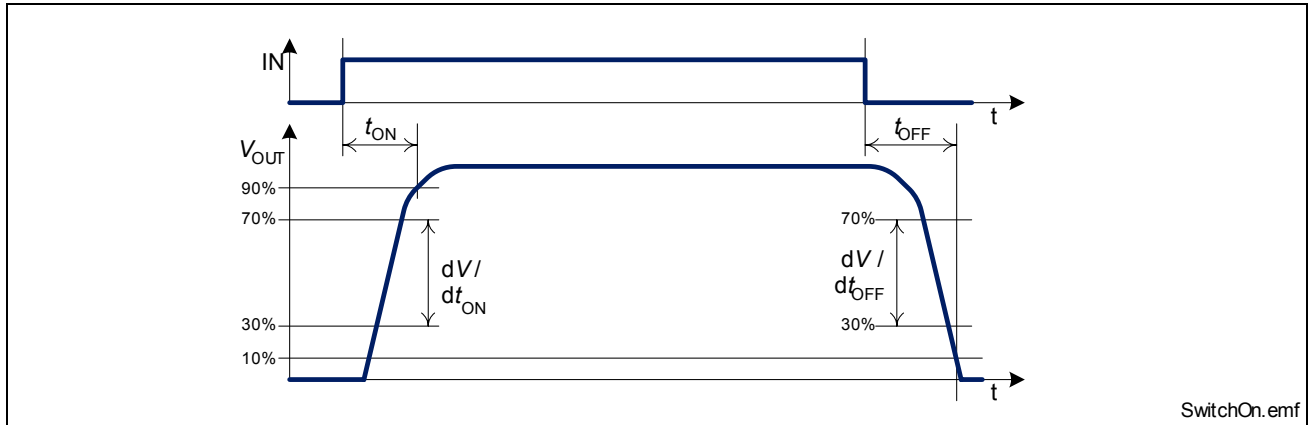 IN
t
tON
tOFF
VOUT
90%
70%
70%
dV/
dtON
dV /
dtOFF
30%
30%
10%
t
SwitchOn.emf